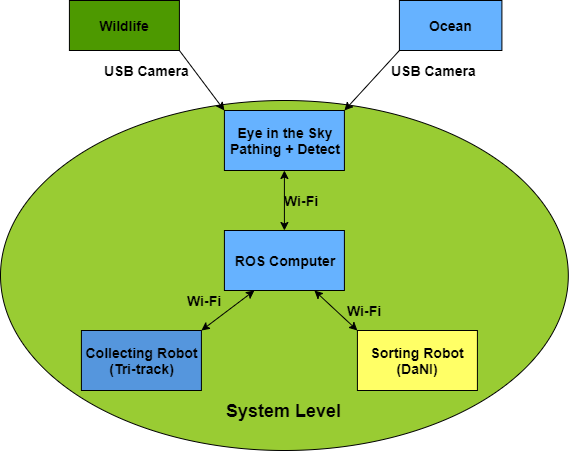 Wildlife
Ocean
USB Camera
USB Camera
Eye in the Sky
Pathing + Detect
Wi-Fi
ROS Computer
Wi-Fi
Wi-Fi
Collecting Robot
(Tri-track)
Sorting Robot
(DaNI)
System Level